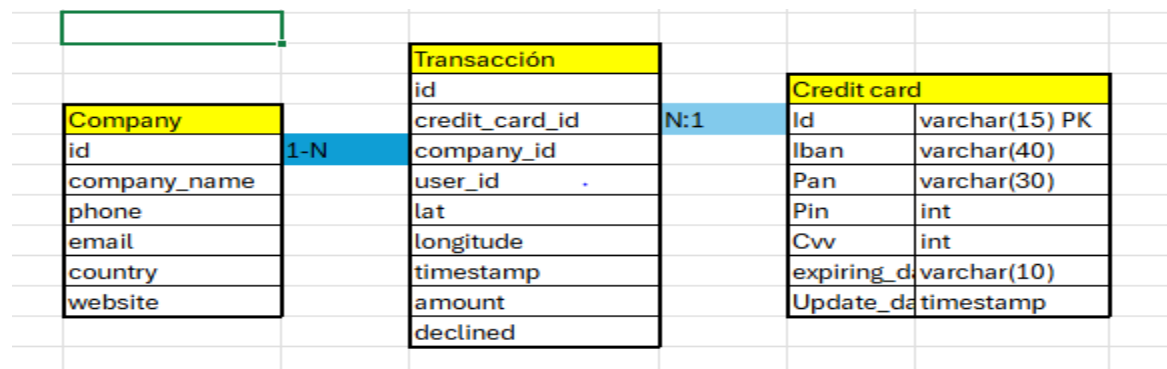 Transacción
id
credit_card_id
company_id
user_id
lat
longitude
timestamp
amount
declined
Company
id
company_name
phone
email
country
website
1-N
N:1
Credit card
Id varchar(15) PK
Iban varchar(40)
Pan varchar(30)
Pin int
Cvv int
expiring_d varchar(10)
Update_da timestamp